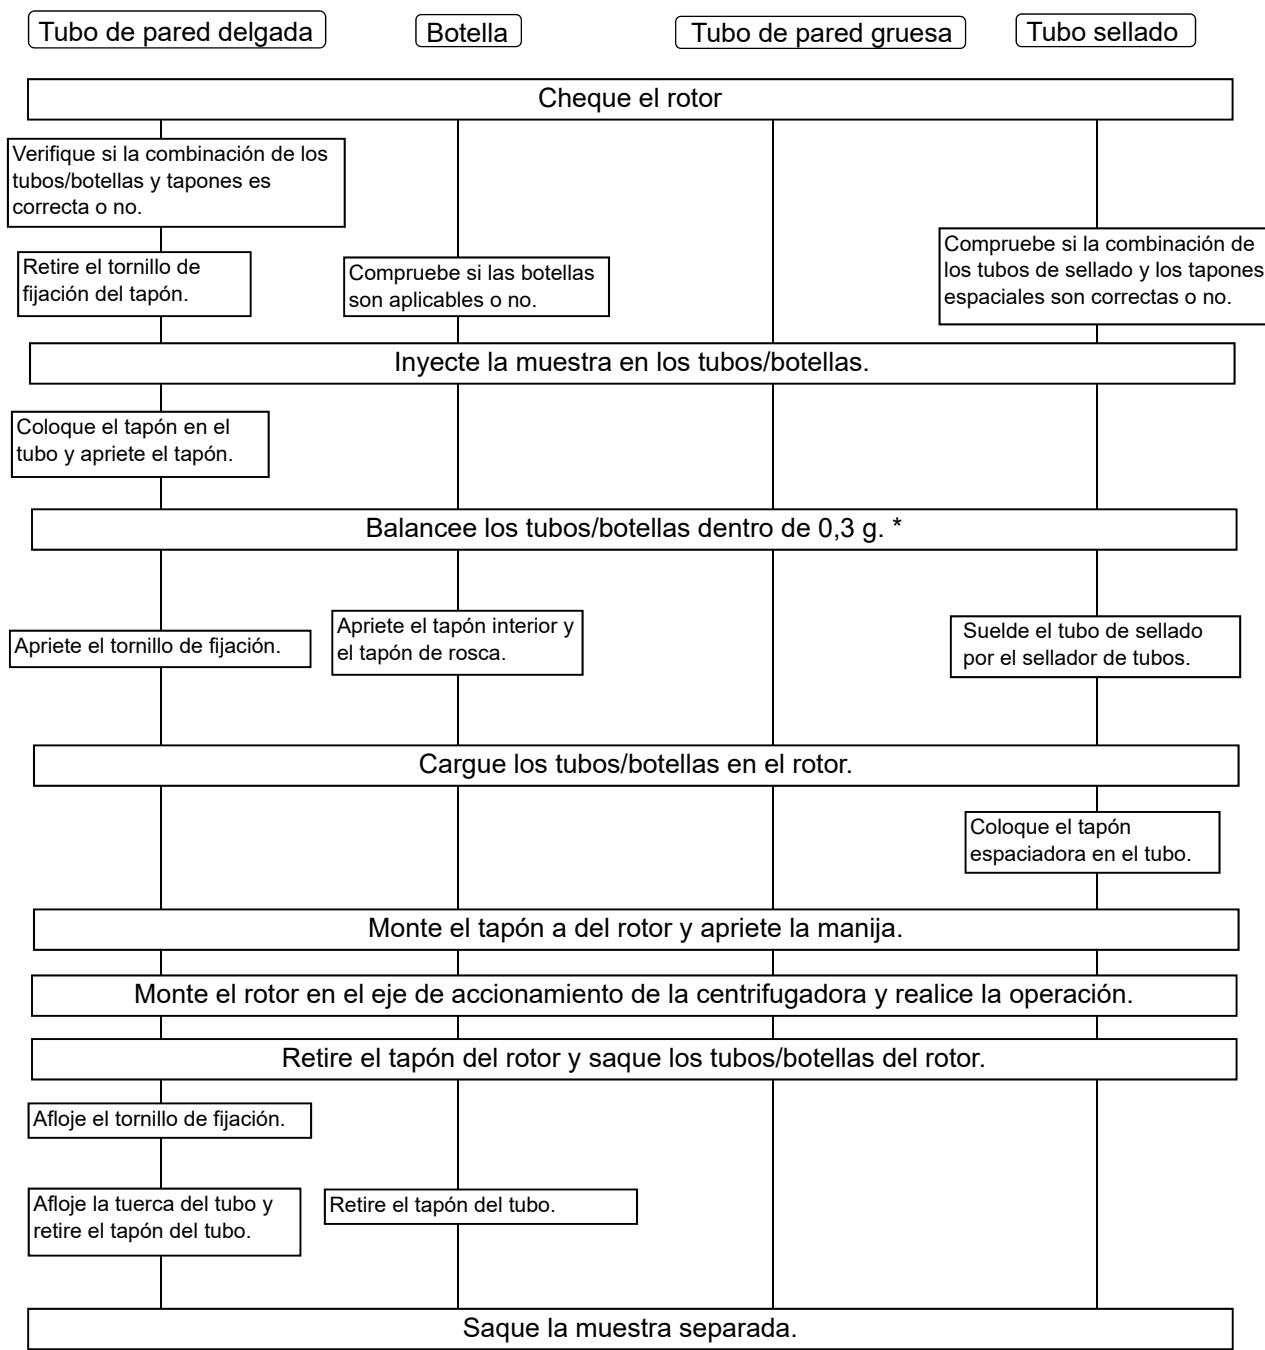 Tubo de pared delgada
Botella
Tubo de pared gruesa
Tubo sellado
Cheque el rotor
Verifique si la combinación de los
tubos/botellas y tapones es
correcta o no.
Retire el tornillo de
fijación del tapón.
Compruebe si las botellas
son aplicables o no.
Compruebe si la combinación de
los tubos de sellado y los tapones
espaciales son correctas o no.
Inyecte la muestra en los tubos/botellas.
Coloque el tapón en el
tubo y apriete el tapón.
Balancee los tubos/botellas dentro de 0,3 g. *
Apriete el tornillo de fijación.
Apriete el tapón interior y
el tapón de rosca.
Suelde el tubo de sellado
por el sellador de tubos.
Cargue los tubos/botellas en el rotor.
Coloque el tapón
espaciadora en el tubo.
Monte el tapón a del rotor y apriete la manija.
Monte el rotor en el eje de accionamiento de la centrifugadora y realice la operación.
Retire el tapón del rotor y saque los tubos/botellas del rotor.
Afloje el tornillo de fijación.
Afloje la tuerca del tubo y
retire el tapón del tubo.
Retire el tapón del tubo.
Saque la muestra separada.